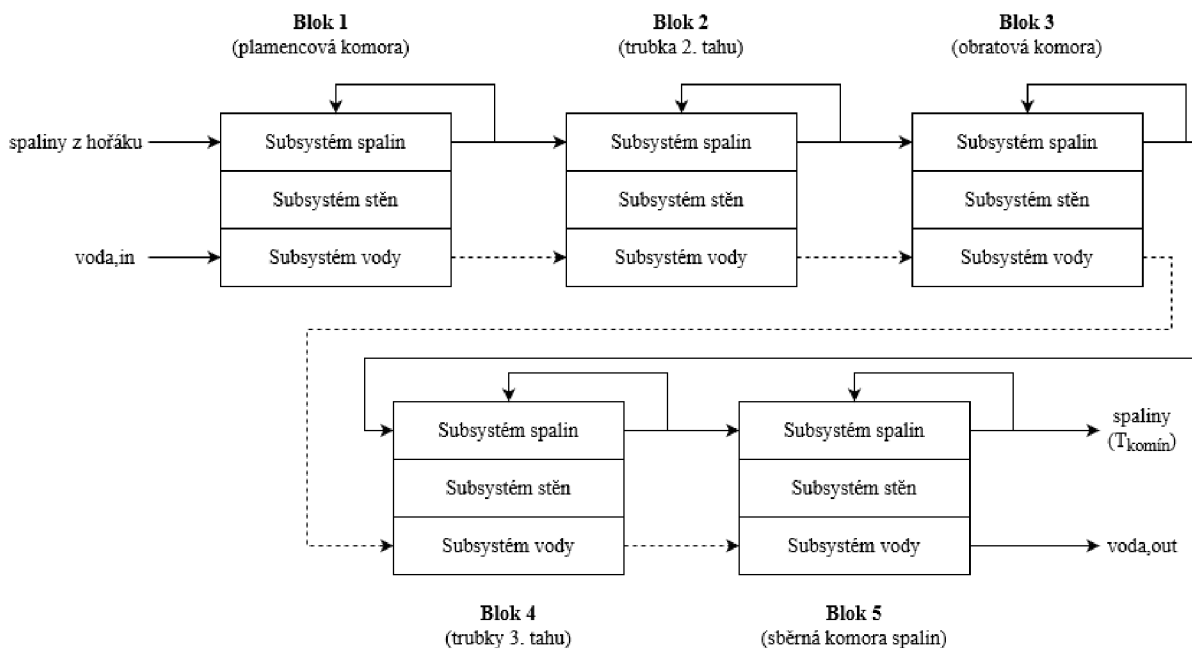 Blok 1
(plamencová komora)
Blok 2
(trubka 2. tahu)
Blok 3
(obratová komora)
spaliny z hořáku
Subsystém spalin
Subsystém spalin
Subsystém spalin
Subsystém stěn
Subsystém stěn
Subsystém stěn
voda,in
Subsystém vody
Subsystém vody
Subsystém vody
Subsystém spalin
Subsystém spalin
spaliny
(Tkomín)
Subsystém stěn
Subsystém stěn
Subsystém vody
Subsystém vody
voda,out
Blok 4
(trubky 3. tahu)
Blok 5
(sběrná komora spalin)